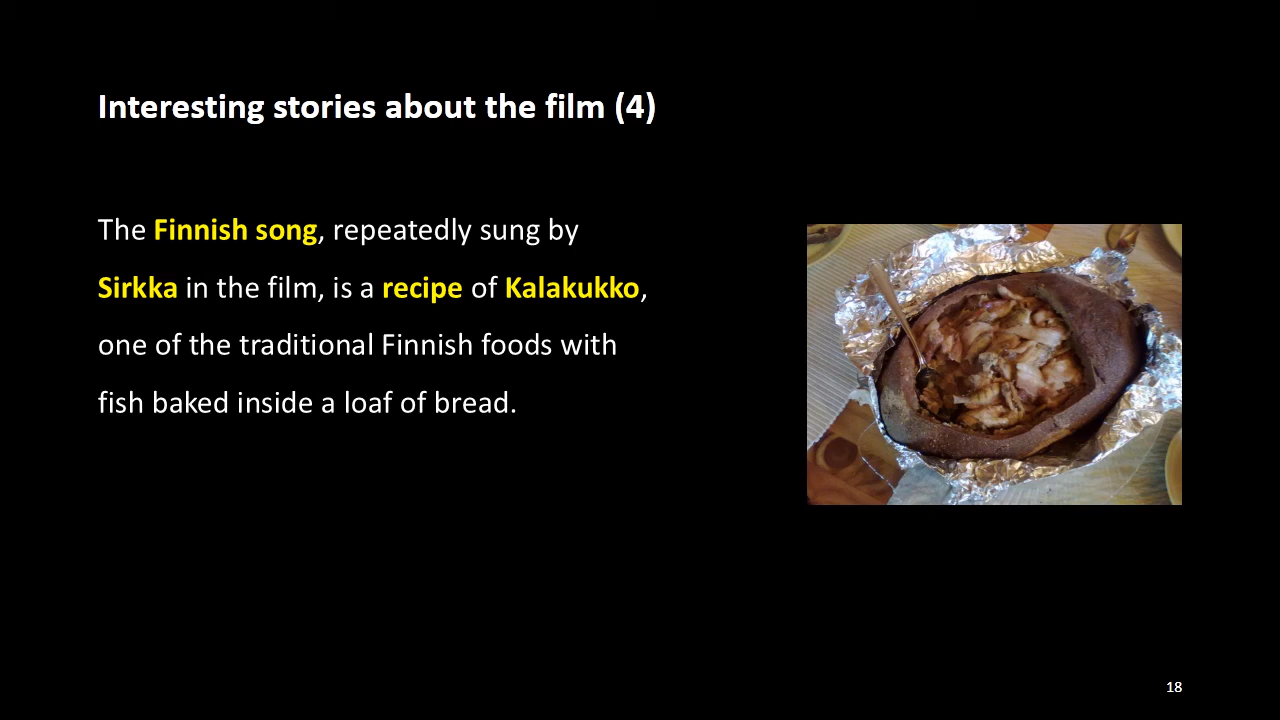 Interesting stories about the film (4)
The Finnish song, repeatedly sung by
Sirkka in the film, is a recipe of Kalakukko,
one of the traditional Finnish foods with
fish baked inside a loaf of bread.
18